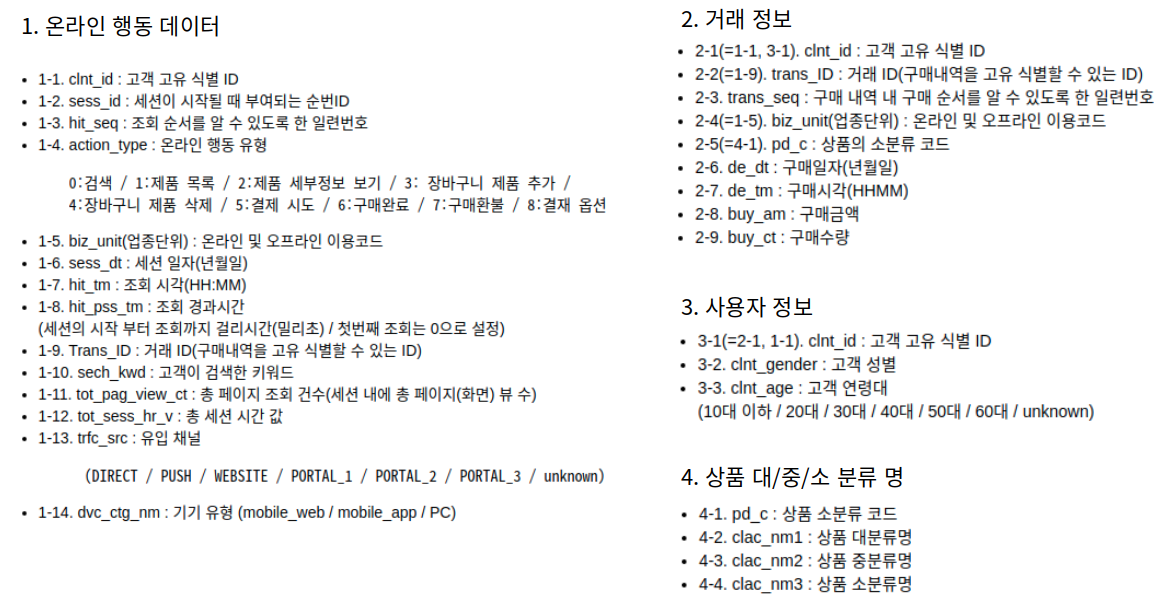 1. 온라인 행동 데이터
• 1-1. clnt_id : 고객 고유 식별 ID
• 1-2. sess_id : 세션이 시작될 때 부여되는 순번ID
• 1-3. hit_seq : 조회 순서를 알 수 있도록 한 일련번호
• 1-4. action_type : 온라인 행동 유형
0:검색 / 1:제품 목록 / 2:제품 세부정보 보기 / 3: 장바구니 제품 추가 /
4:장바구니 제품 삭제 / 5:결제 시도 / 6:구매완료 / 7:구매환불 / 8:결재 옵션
• 1-5. biz_unit(업종단위) : 온라인 및 오프라인 이용코드
• 1-6. sess_dt : 세션 일자(년월일)
• 1-7. hit_tm : 조회 시각(HH:MM)
• 1-8. hit_pss_tm : 조회 경과시간
(세션의 시작 부터 조회까지 걸리시간(밀리초) / 첫번째 조회는 0으로 설정)
• 1-9. Trans_ID : 거래 ID(구매내역을 고유 식별할 수 있는 ID)
• 1-10. sech_kwd : 고객이 검색한 키워드
• 1-11. tot_pag_view_ct : 총 페이지 조회 건수(세션 내에 총 페이지(화면) 뷰 수)
• 1-12. tot_sess_hr_v : 총 세션 시간 값
• 1-13. trfc_src : 유입 채널
(DIRECT / PUSH / WEBSITE / PORTAL_1 / PORTAL_2 / PORTAL_3 / unknown)
• 1-14. dvc_ctg_nm : 기기 유형 (mobile_web / mobile_app / PC)
2. 거래 정보
• 2-1(=1-1, 3-1). clnt_id : 고객 고유 식별 ID
• 2-2(=1-9). trans_ID : 거래 ID(구매내역을 고유 식별할 수 있는 ID)
• 2-3. trans_seq : 구매 내역 내 구매 순서를 알 수 있도록 한 일련번호
• 2-4(=1-5). biz_unit(업종단위) : 온라인 및 오프라인 이용코드
• 2-5(=4-1). pd_c : 상품의 소분류 코드
• 2-6. de_dt : 구매일자(년월일)
• 2-7. de_tm : 구매시각(HHMM)
• 2-8. buy_am : 구매금액
• 2-9. buy_ct : 구매수량
3. 사용자 정보
• 3-1(=2-1, 1-1). clnt_id : 고객 고유 식별 ID
• 3-2. clnt_gender : 고객 성별
• 3-3. clnt_age : 고객 연령대
(10대 이하 / 20대 / 30대 / 40대 / 50대 / 60대 / unknown)
4. 상품 대/중/소 분류 명
• 4-1. pd_c : 상품 소분류 코드
• 4-2. clac_nm1 : 상품 대분류명
• 4-3. clac_nm2 : 상품 중분류명
• 4-4. clac_nm3 : 상품 소분류명